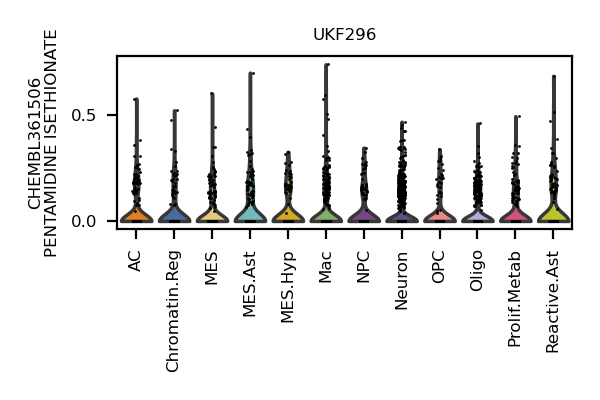 UKF296
CHEMBL361506
PENTAMIDINE ISETHIONATE
0.5
0.0
AC
Chromatin.Reg
MES
MES.Ast
MES.Hyp
Mac
NPC
Neuron
OPC
Oligo
Prolif.Metab
Reactive.Ast